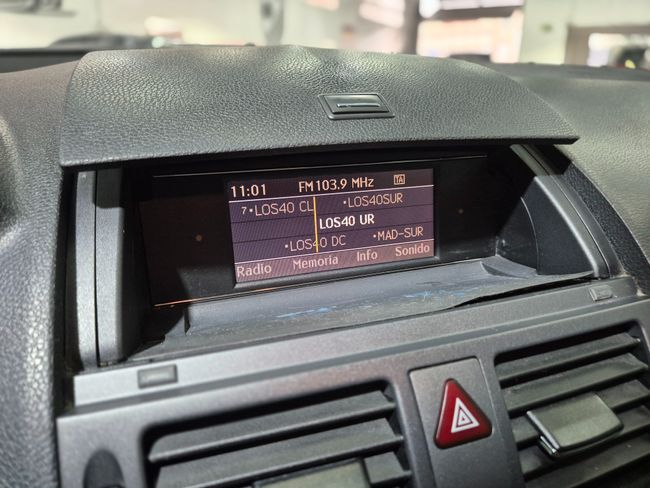 11:01 FM103.9 MHz TA
7•LOS40 CL •LOS40SUR
LOS40 UR
•LOS40 DC •MAD-SUR
Radio Memoria Info Sonido